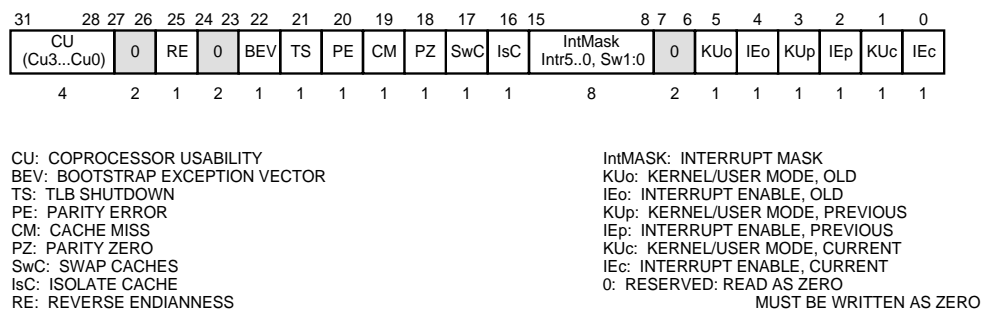 31 28 27 26 25 24 23 22 21 20 19 18 17 16 15 8 7 6 5 4 3 2 1 0
CU
(Cu3...Cu0)
0 RE 0 BEV TS PE CM PZ SwC IsC
IntMask
Intr5..0, Sw1:0
0 KUo IEo KUp IEp KUc IEc
4 2 1 2 1 1 1 1 1 1 1 8 2 1 1 1 1 1 1
CU: COPROCESSOR USABILITY
BEV: BOOTSTRAP EXCEPTION VECTOR
TS: TLB SHUTDOWN
PE: PARITY ERROR
CM: CACHE MISS
PZ: PARITY ZERO
SwC: SWAP CACHES
IsC: ISOLATE CACHE
RE: REVERSE ENDIANNESS
IntMASK: INTERRUPT MASK
KUo: KERNEL/USER MODE, OLD
IEo: INTERRUPT ENABLE, OLD
KUp: KERNEL/USER MODE, PREVIOUS
IEp: INTERRUPT ENABLE, PREVIOUS
KUc: KERNEL/USER MODE, CURRENT
IEc: INTERRUPT ENABLE, CURRENT
0: RESERVED: READ AS ZERO
MUST BE WRITTEN AS ZERO